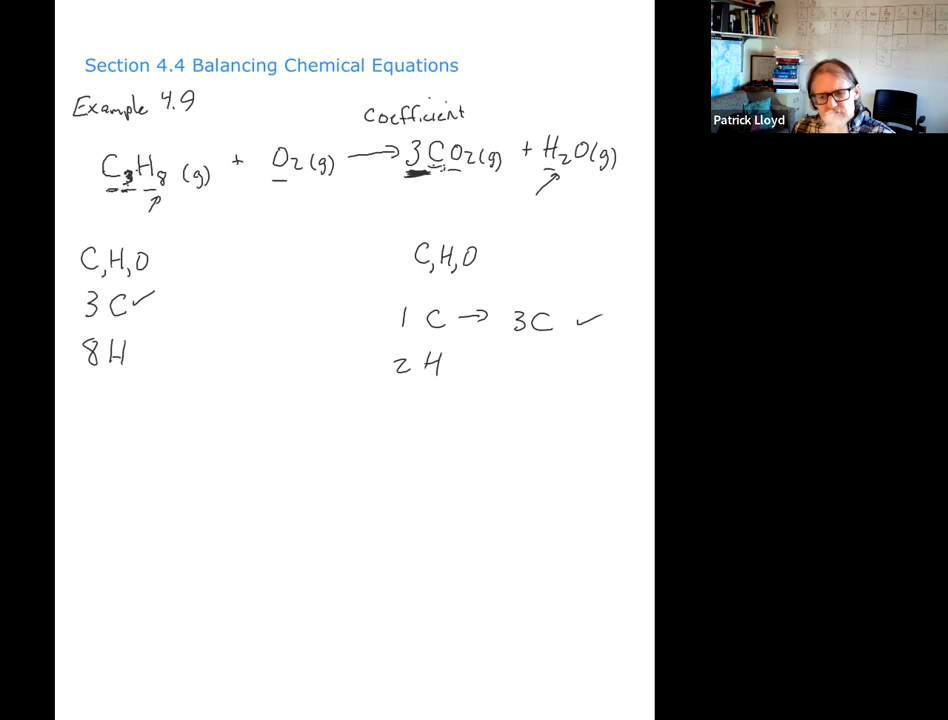 Section 4.4 Balancing Chemical Equations
Example 4.9
Coefficient
C3H8 (g) + O2 (g) → 3CO2(g) + H2O(g)
C,H,O C,H,O
3 C✓ 1 C → 3C ✓
8H 2 H
Patrick Lloyd